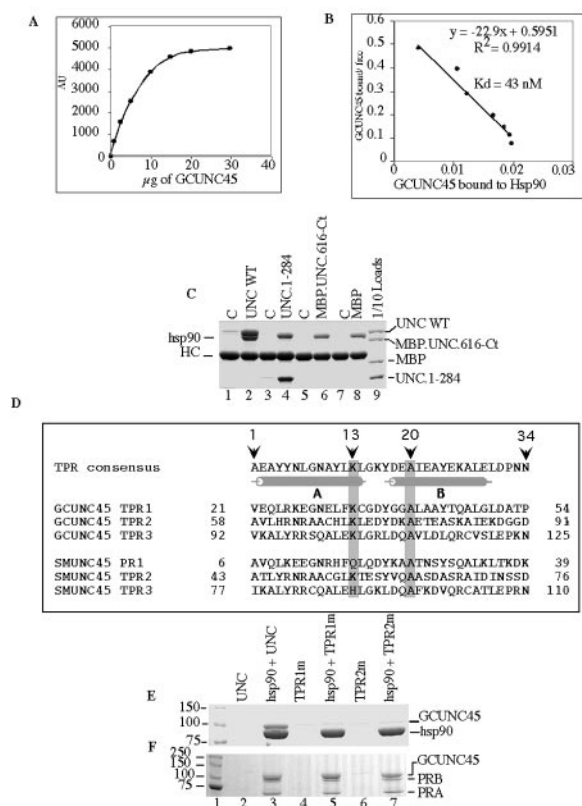 A
6000
5000
4000
3000
2000
1000
0
AU
0 10 20 30 40
µg of GCUNC45
B
0.6
0.5
0.4
0.3
0.2
0.1
0
GCUNC45 bound/ free
y = -22.9x + 0.5951
R² = 0.9914
Kd = 43 nM
0 0.01 0.02 0.03
GCUNC45 bound to Hsp90
C
C UNC WT C UNC.1-284 C MBP.UNC.616-Ct C MBP 1/10 Loads
hsp90
HC
UNC WT
MBP.UNC.616-Ct
MBP
UNC.1-284
1 2 3 4 5 6 7 8 9
D
1 13 20 34
TPR consensus AEAYYNLGNAYLKLGKYDEAIEAYEKALELDPNN
A B
GCUNC45 TPR1 21 VEQLRKEGNELFKCGDYGGALAAYTQALGLDATP 54
GCUNC45 TPR2 58 AVLHRNRAACHLKLEDYDKAETEASKAIEKDGGD 91
GCUNC45 TPR3 92 VKALYRRSQALEKLGRLDQAVLDLQRCVSLEPKN 125
SMUNC45 PR1 6 AVQLKEEGNRHFQLQDYKAATNSYSQALKLTKDK 39
SMUNC45 TPR2 43 ATLYRNRAACGLKTESYVQAASDASRAIDINSSD 76
SMUNC45 TPR3 77 IKALYRRCQALEHLGKLDQAFKDVQRCATLEPRN 110
UNC hsp90 + UNC TPR1m hsp90 + TPR1m TPR2m hsp90 + TPR2m
E
150
100
75
GCUNC45
hsp90
F
250
150
100
75
GCUNC45
PRB
PRA
1 2 3 4 5 6 7